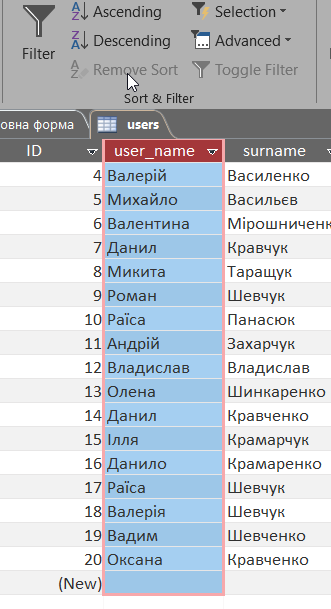 Ascending
Selection
Filter
Descending
Advanced
Remove Sort
Toggle Filter
Sort & Filter
овна форма
users
ID user_name surname
4 Валерій Василенко
5 Михайло Васильєв
6 Валентина Мірошниченк
7 Данил Кравчук
8 Микита Таращук
9 Роман Шевчук
10 Раїса Панасюк
11 Андрій Захарчук
12 Владислав Владислав
13 Олена Шинкаренко
14 Данил Кравченко
15 Ілля Крамарчук
16 Данило Крамаренко
17 Раїса Шевчук
18 Валерія Шевчук
19 Вадим Шевченко
20 Оксана Кравченко
(New)